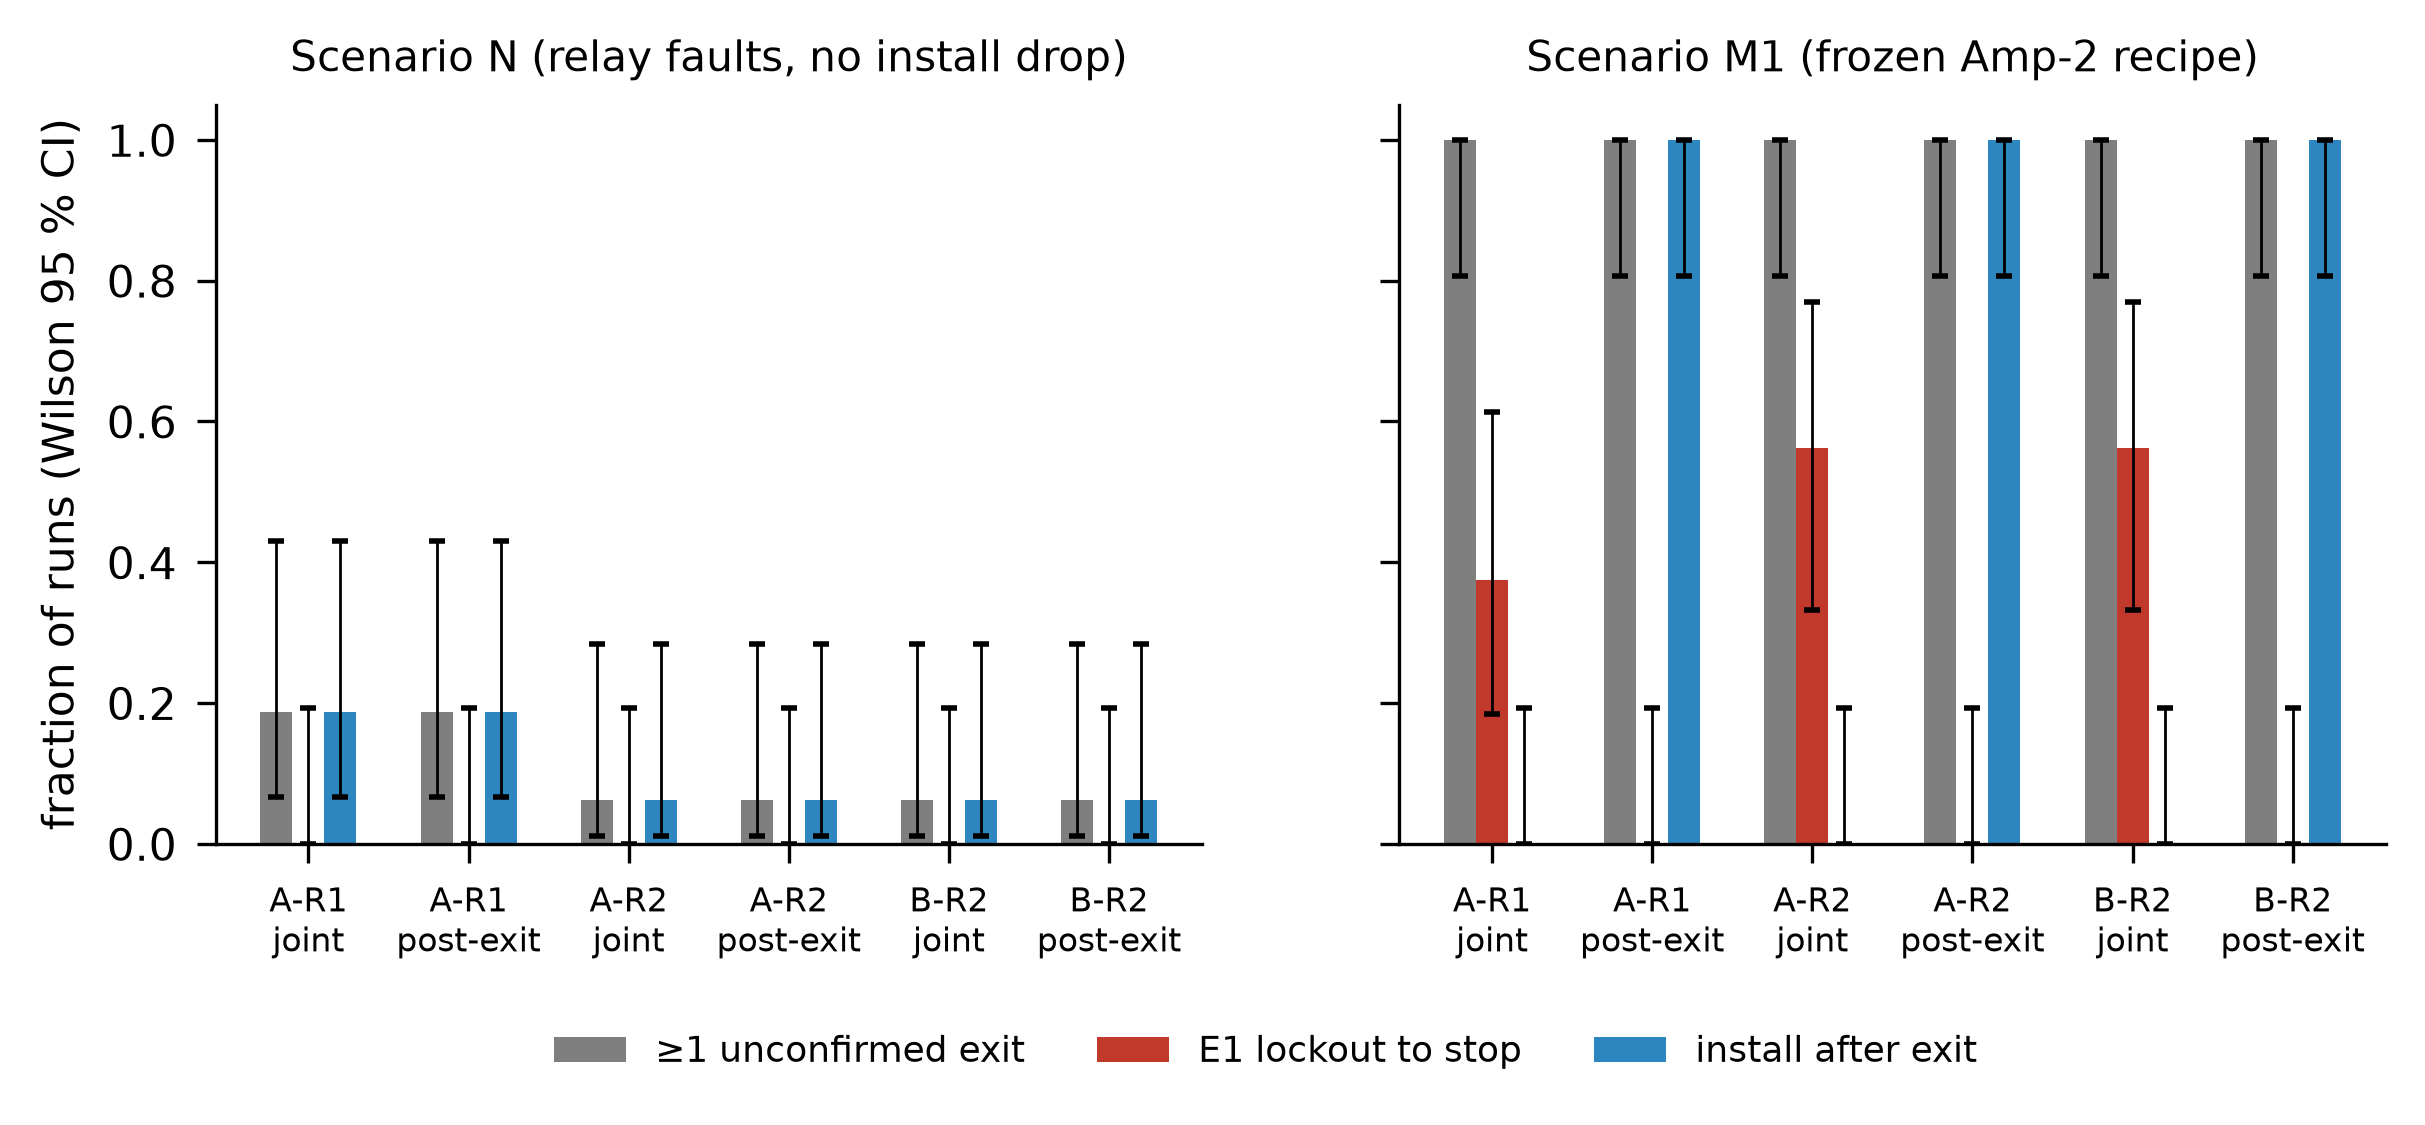 Scenario N (relay faults, no install drop)
Scenario M1 (frozen Amp-2 recipe)
fraction of runs (Wilson 95 % CI)
1.0
0.8
0.6
0.4
0.2
0.0
A-R1
joint
A-R1
post-exit
A-R2
joint
A-R2
post-exit
B-R2
joint
B-R2
post-exit
A-R1
joint
A-R1
post-exit
A-R2
joint
A-R2
post-exit
B-R2
joint
B-R2
post-exit
≥1 unconfirmed exit
E1 lockout to stop
install after exit